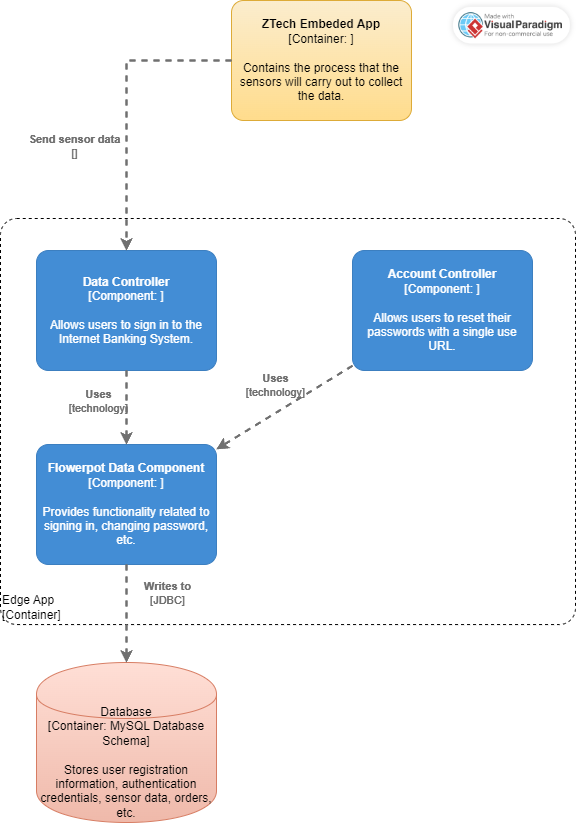 ZTech Embeded App
[Container: ]
Contains the process that the
sensors will carry out to collect
the data.
Made with
Visual Paradigm
For non-commercial use
Send sensor data
[]
Data Controller
[Component: ]
Allows users to sign in to the
Internet Banking System.
Account Controller
[Component: ]
Allows users to reset their
passwords with a single use
URL.
Uses
[technology]
Uses
[technology]
Flowerpot Data Component
[Component: ]
Provides functionality related to
signing in, changing password,
etc.
Writes to
[JDBC]
Edge App
[Container]
Database
[Container: MySQL Database
Schema]
Stores user registration
information, authentication
credentials, sensor data, orders,
etc.